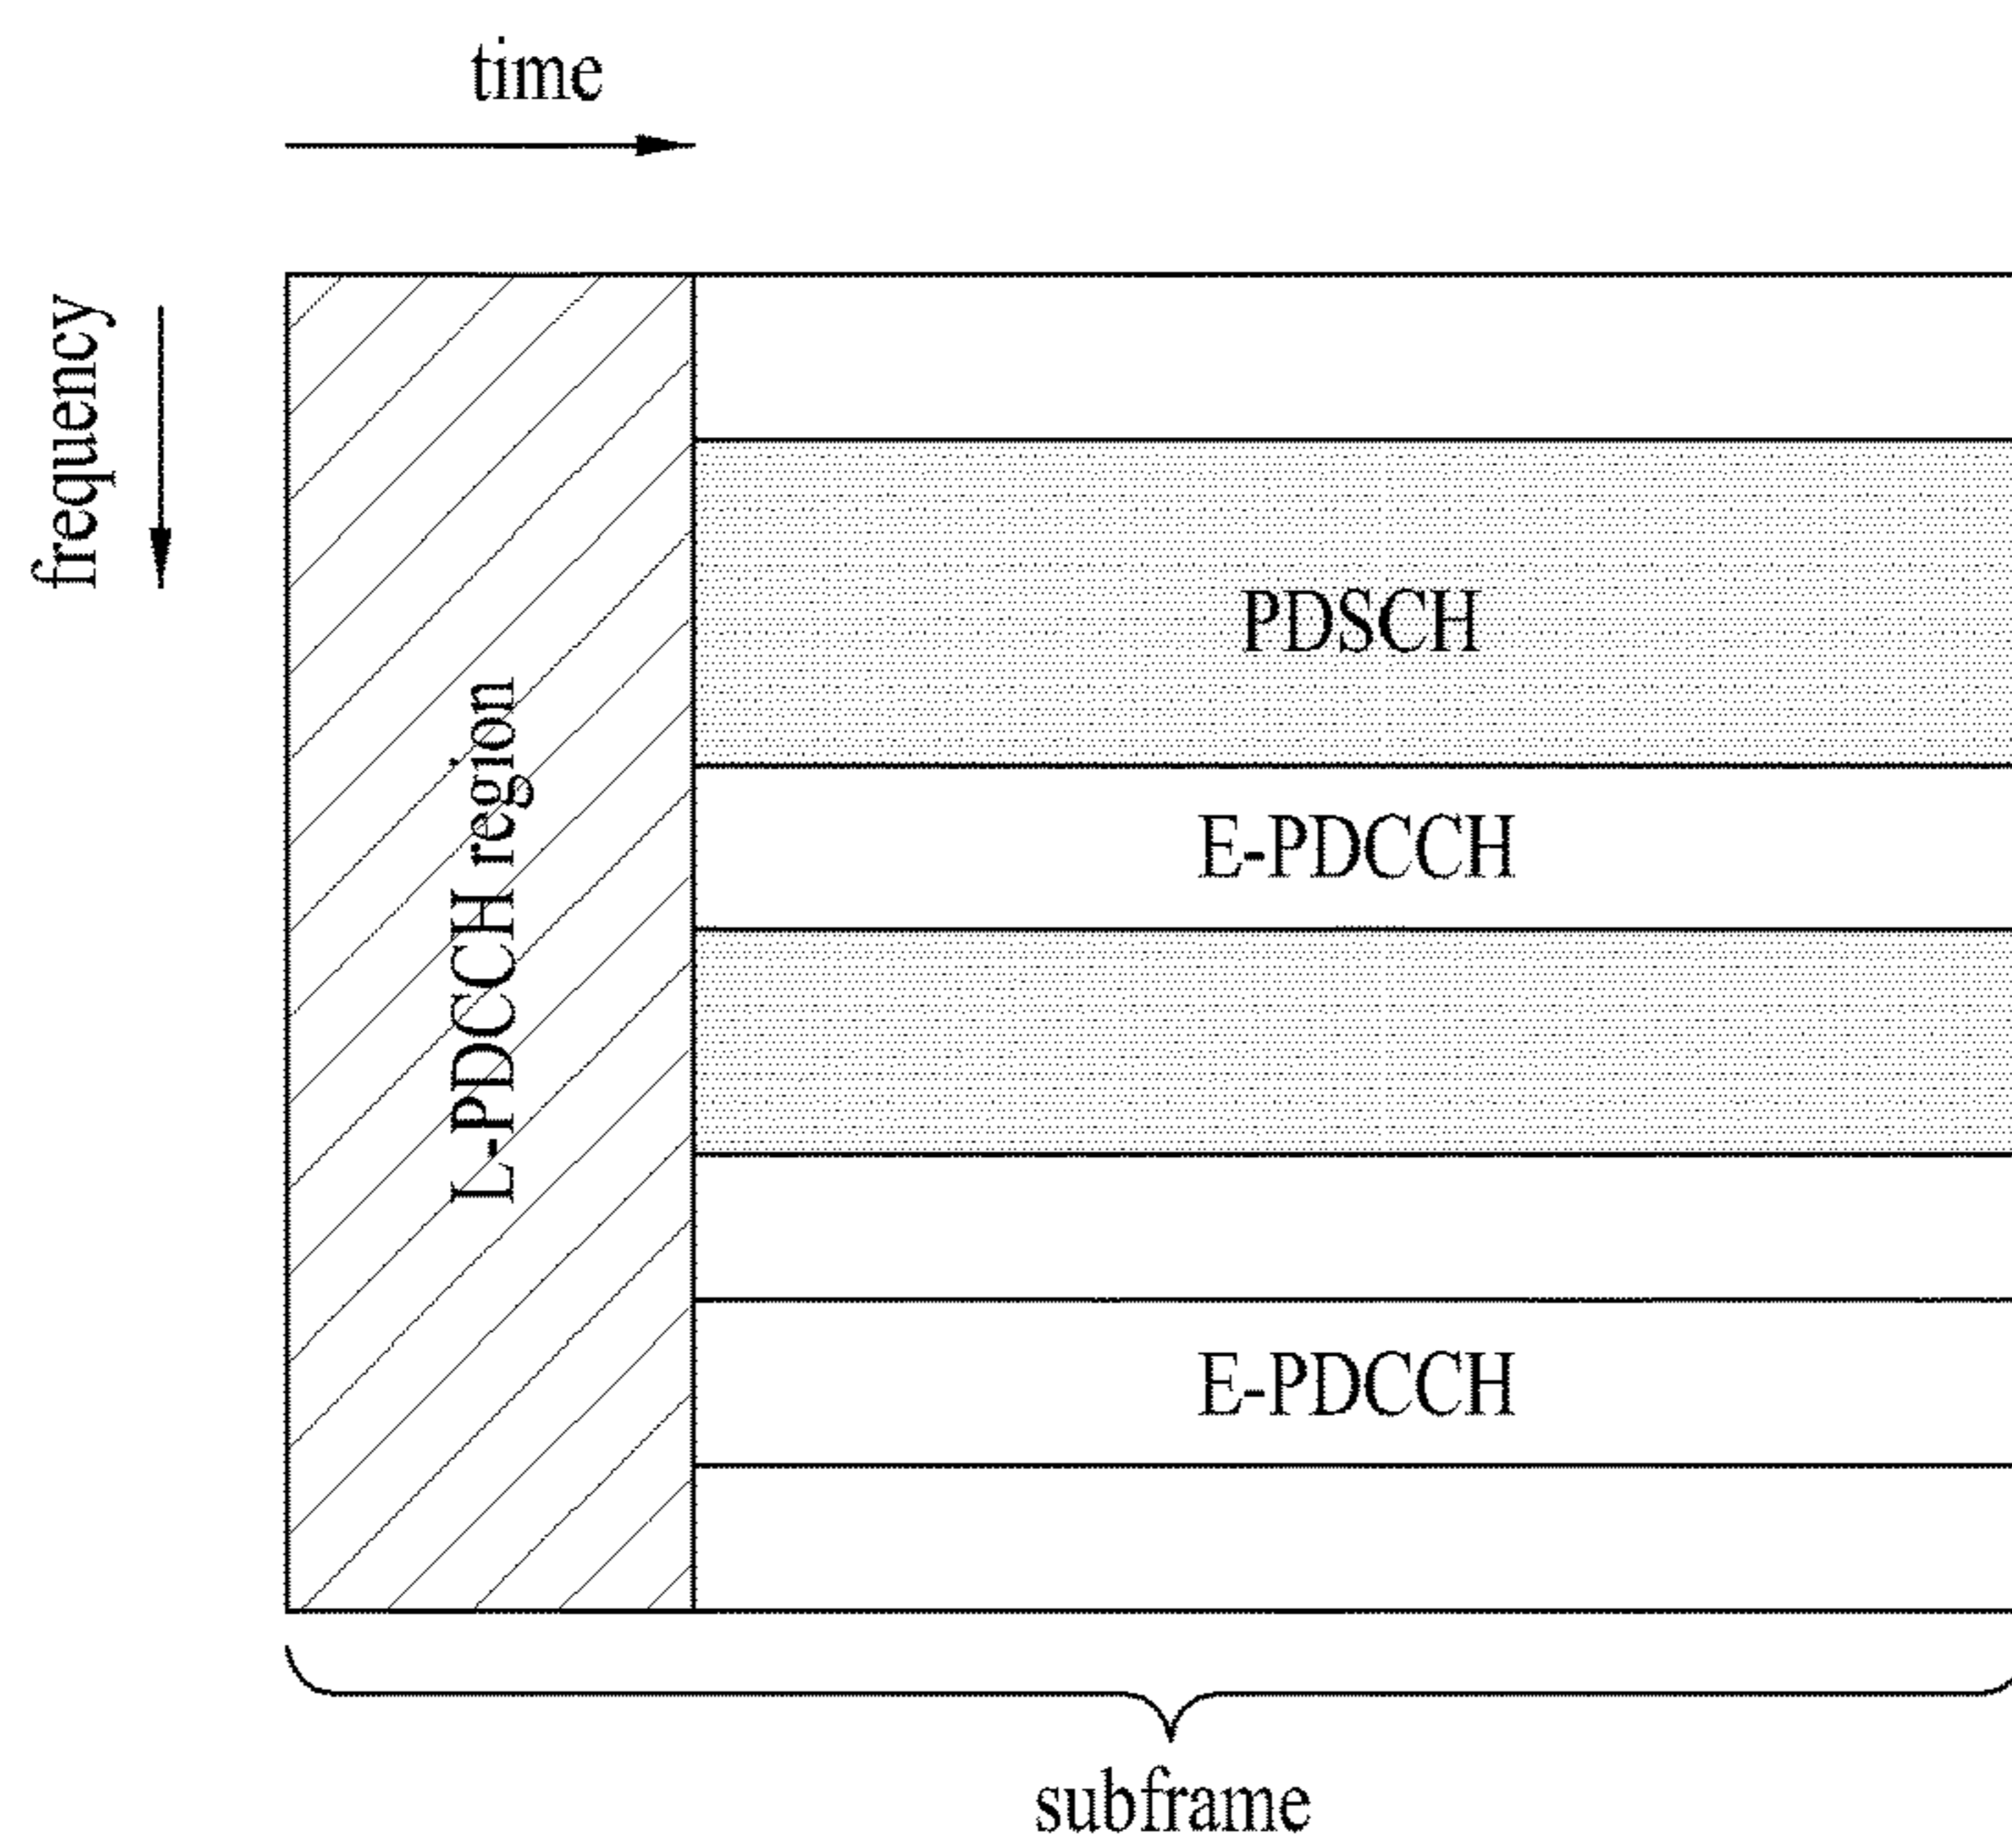 time
frequency
L-PDCCH region
PDSCH
E-PDCCH
E-PDCCH
subframe